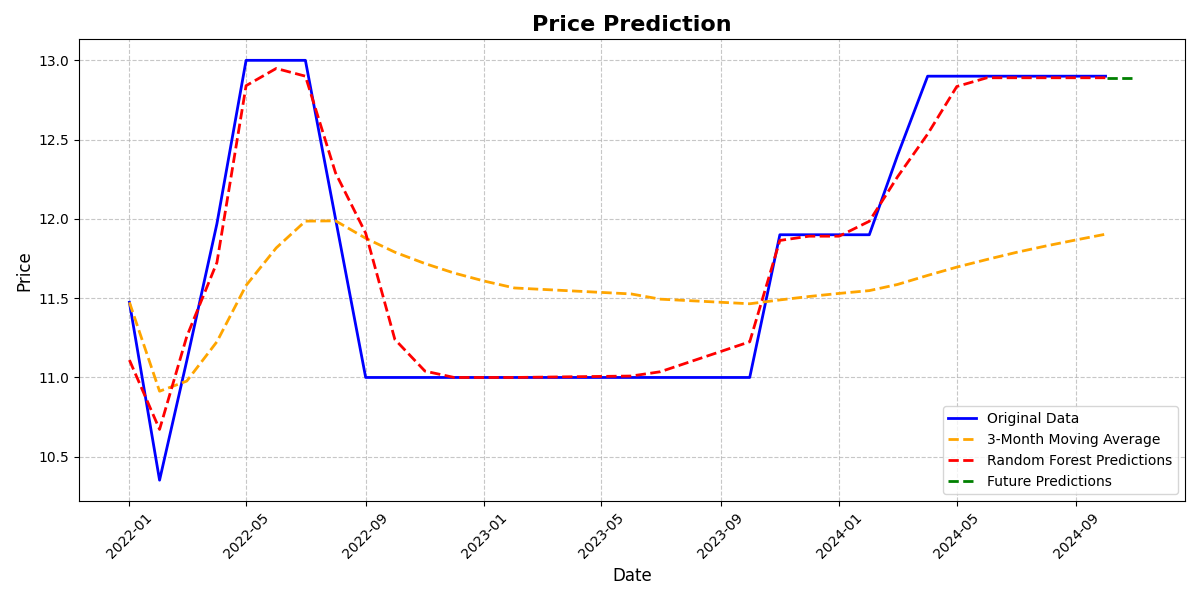 Price Prediction
Price
13.0
12.5
12.0
11.5
11.0
10.5
Original Data
3-Month Moving Average
Random Forest Predictions
Future Predictions
2022-01
2022-05
2022-09
2023-01
2023-05
2023-09
2024-01
2024-05
2024-09
Date